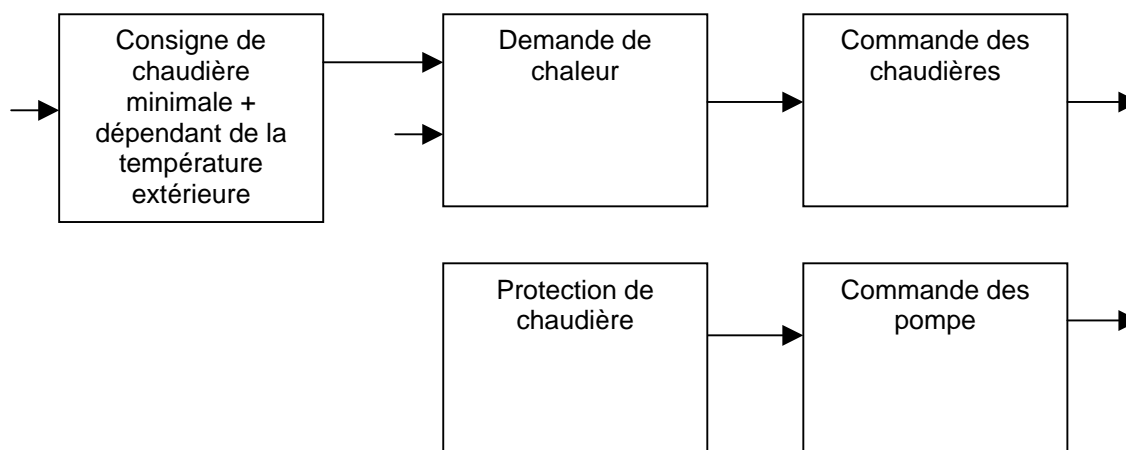 Consigne de
chaudière
minimale +
dépendant de la
température
extérieure
Demande de
chaleur
Commande des
chaudières
Protection de
chaudière
Commande des
pompe